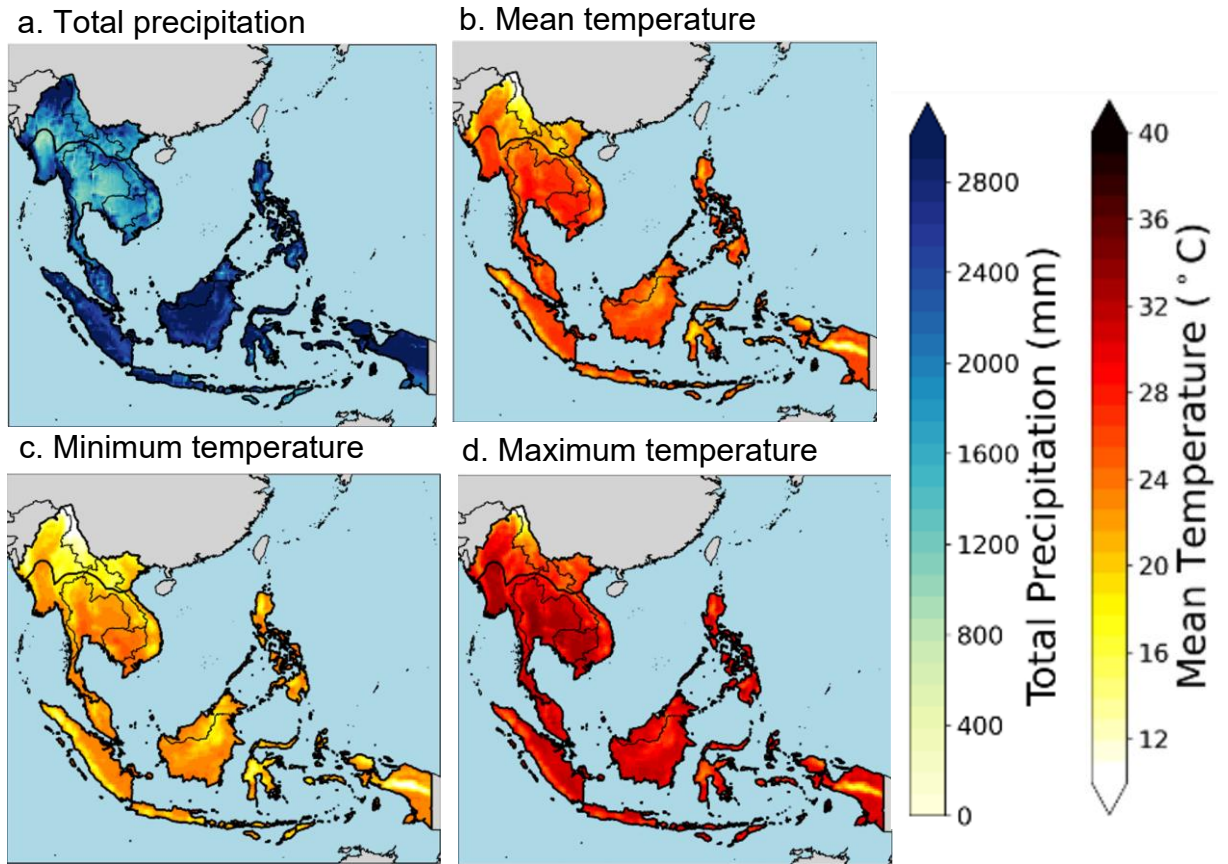 a. Total precipitation
b. Mean temperature
c. Minimum temperature
d. Maximum temperature
2800
2400
2000
1600
1200
800
400
0
Total Precipitation (mm)
40
36
32
28
24
20
16
12
Mean Temperature (°C)